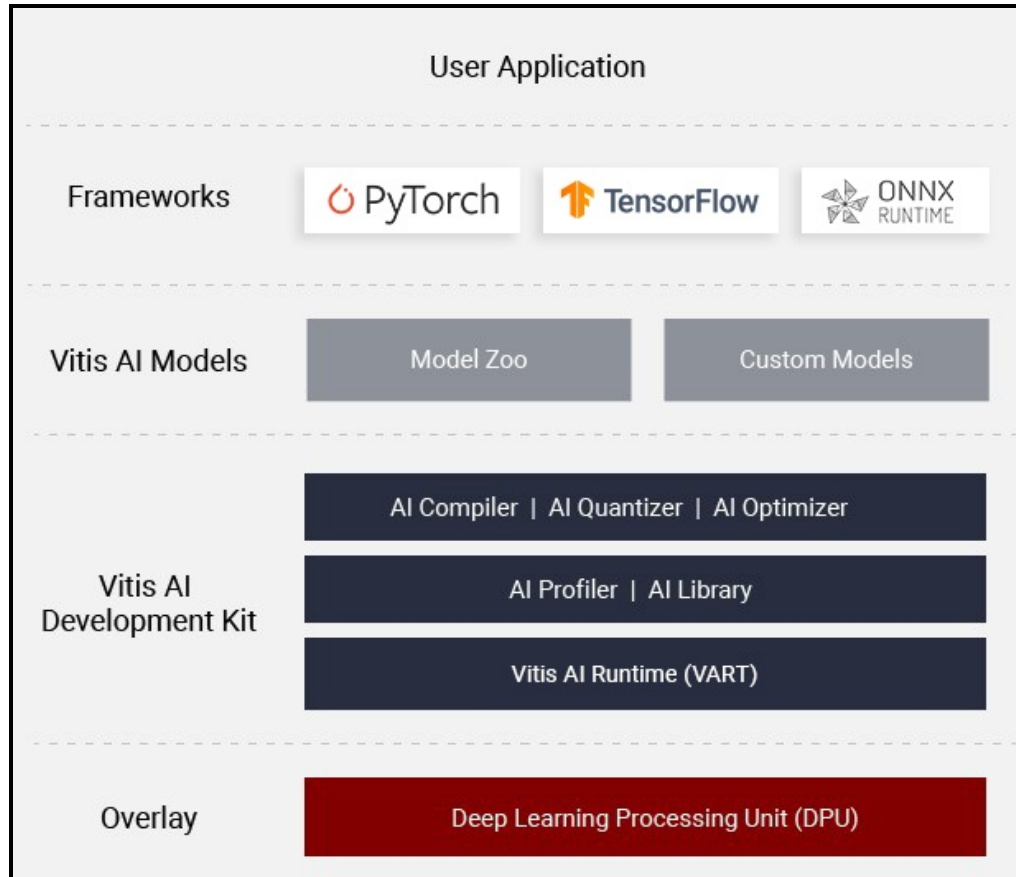 User Application
Frameworks
PyTorch
TensorFlow
ONNX
RUNTIME
Vitis AI Models
Model Zoo
Custom Models
Vitis AI
Development Kit
AI Compiler | AI Quantizer | AI Optimizer
AI Profiler | AI Library
Vitis AI Runtime (VART)
Overlay
Deep Learning Processing Unit (DPU)